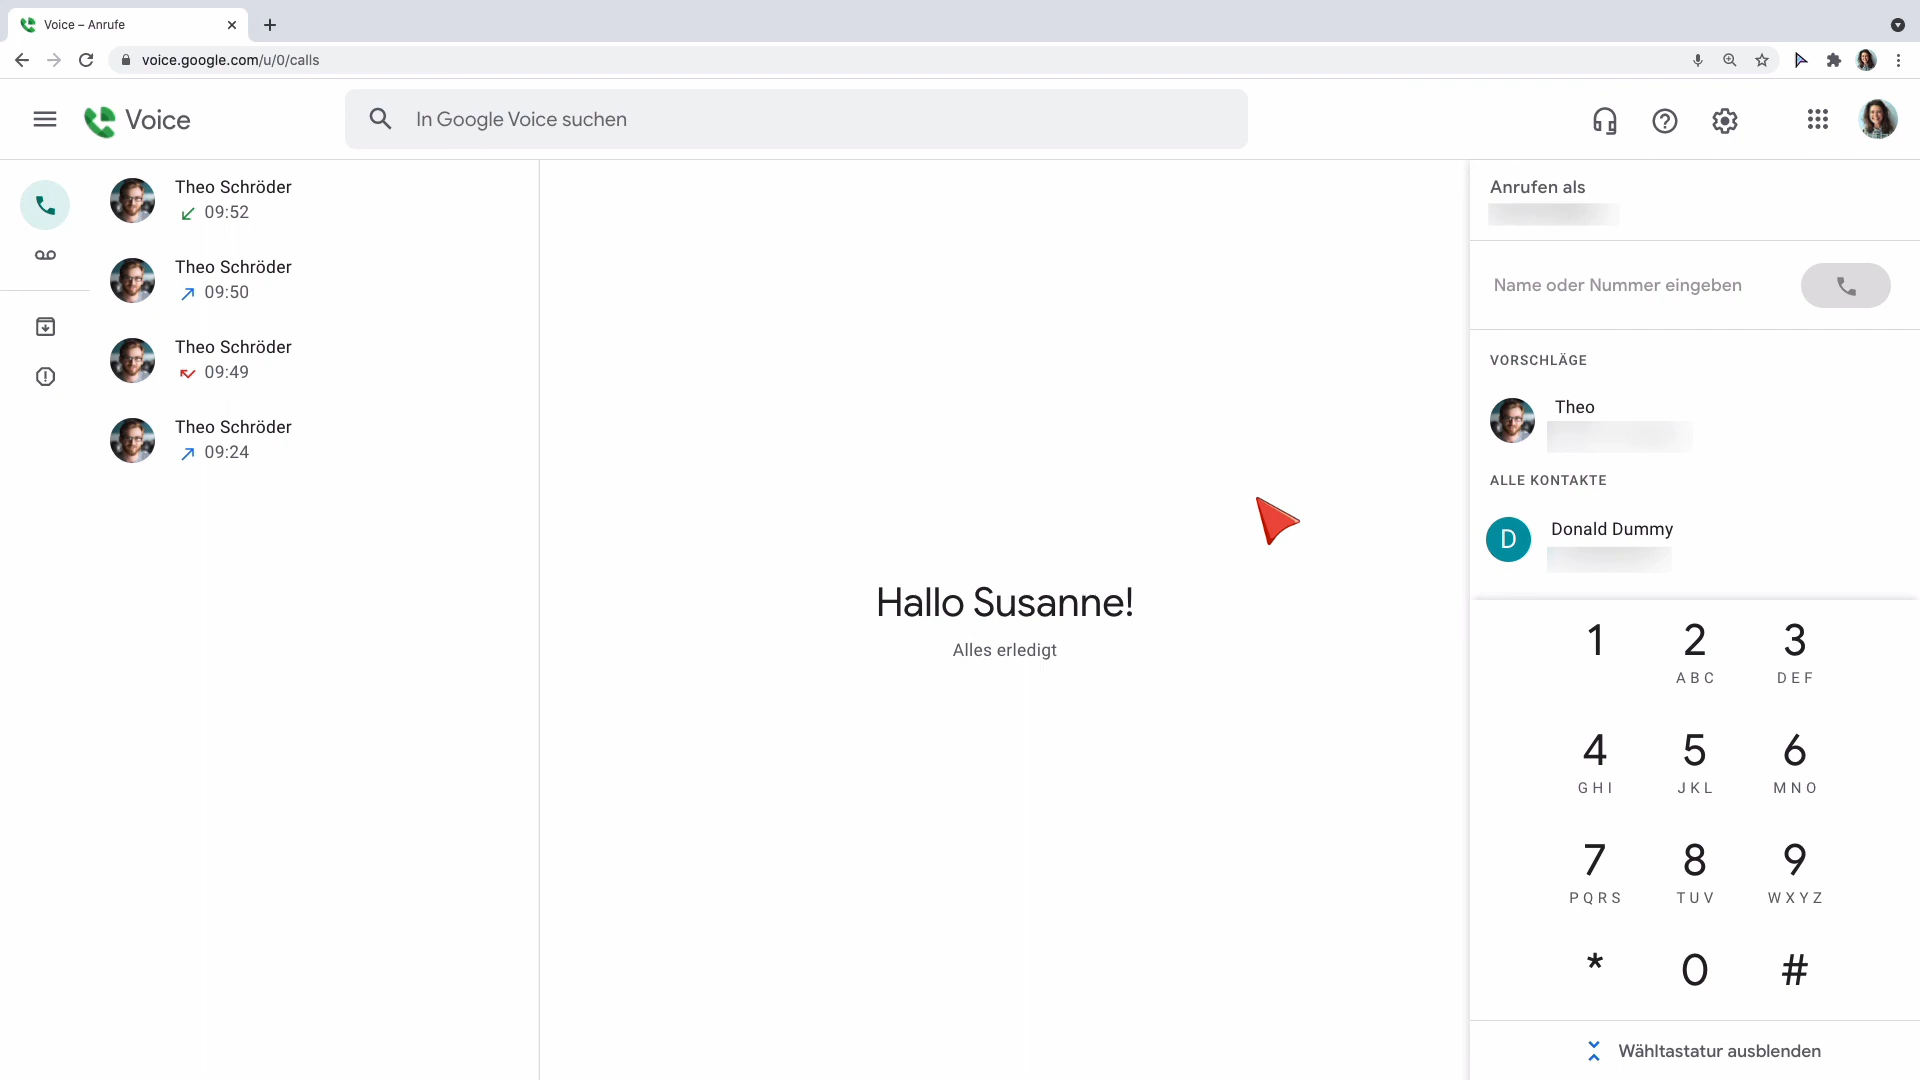 Voice – Anrufe
voice.google.com/u/0/calls
Voice
In Google Voice suchen
Theo Schröder
09:52
Theo Schröder
09:50
Theo Schröder
09:49
Theo Schröder
09:24
Hallo Susanne!
Alles erledigt
Anrufen als
Name oder Nummer eingeben
VORSCHLÄGE
Theo
ALLE KONTAKTE
D
Donald Dummy
1 2 3
ABC DEF
4 5 6
GHI JKL MNO
7 8 9
PQRS TUV WXYZ
* 0 #
Wähltastatur ausblenden